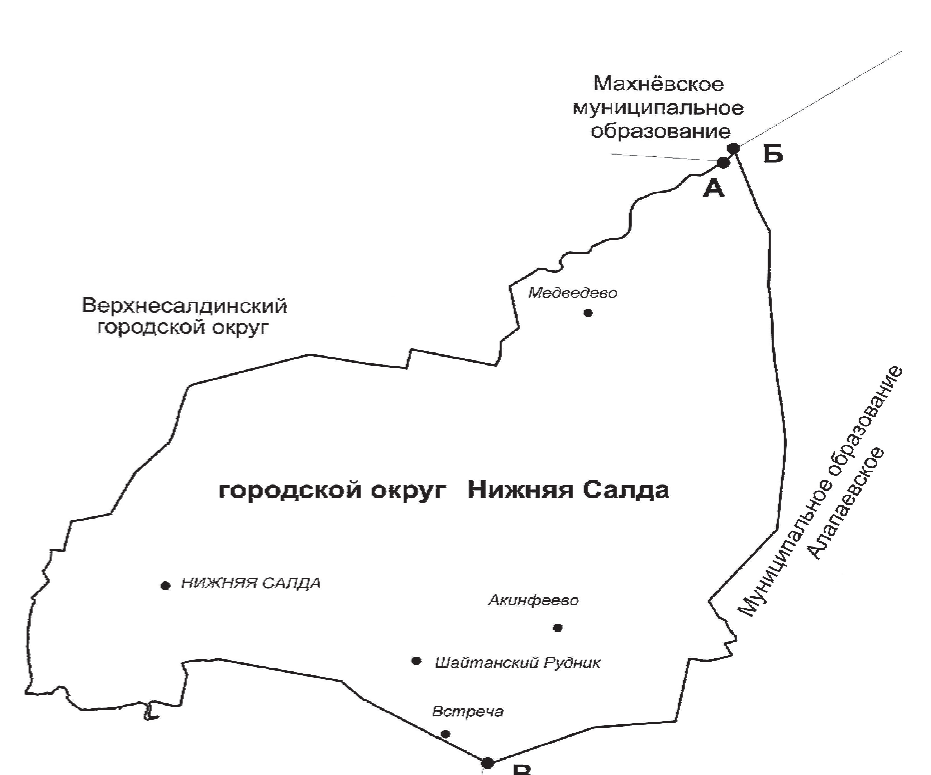 Махнёвское
муниципальное
образование
Б
А
Медведево
Верхнесалдинский
городской округ
Муниципальное образование
Алапаевское
городской округ Нижняя Салда
НИЖНЯЯ САЛДА
Акинфеево
Шайтанский Рудник
Встреча
В